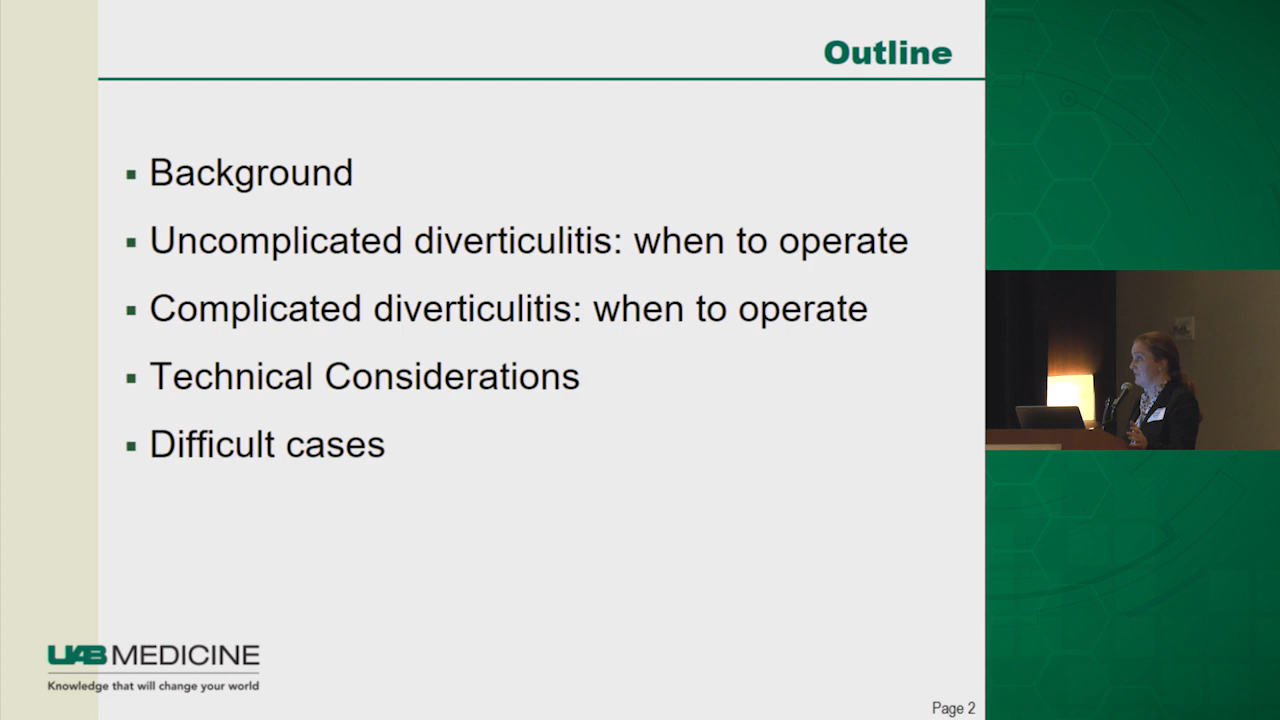 Outline
▪ Background
▪ Uncomplicated diverticulitis: when to operate
▪ Complicated diverticulitis: when to operate
▪ Technical Considerations
▪ Difficult cases
UAB MEDICINE
Knowledge that will change your world
Page 2